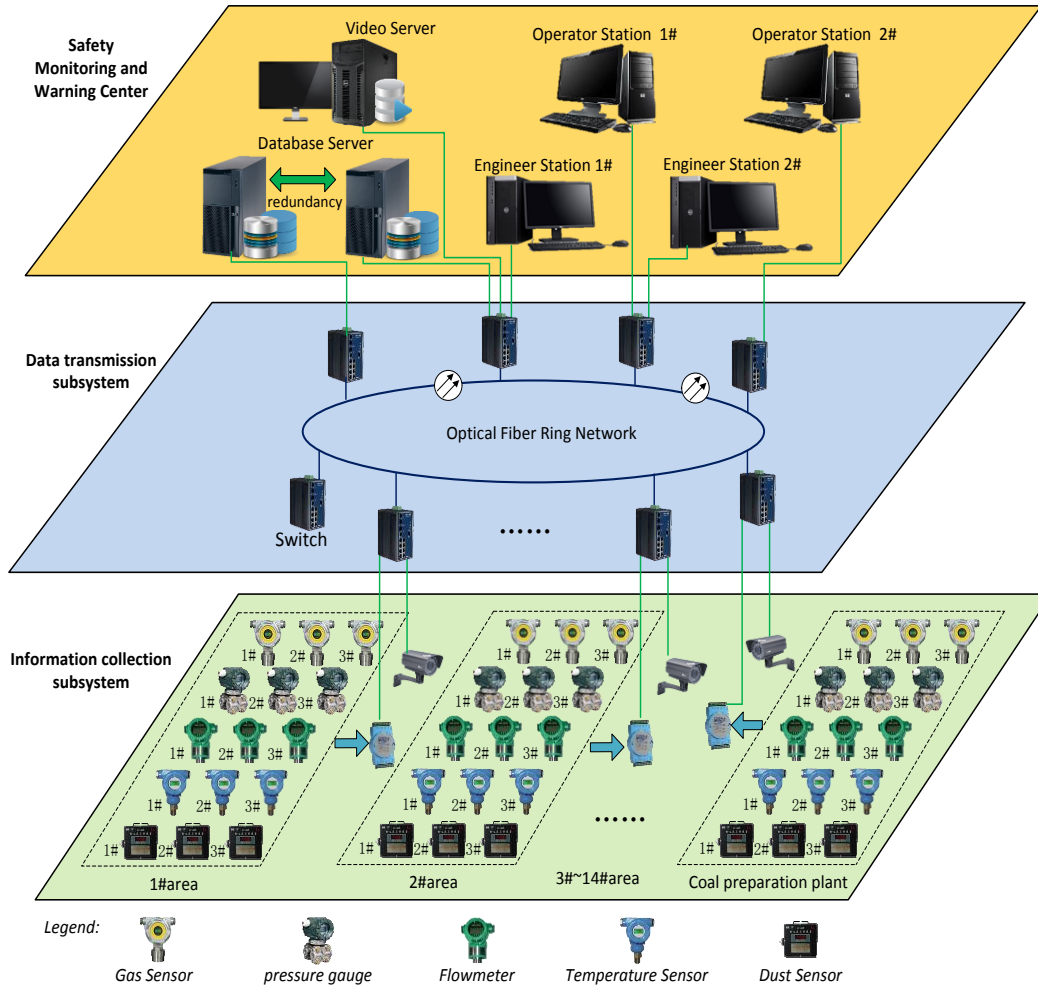 Safety
Monitoring and
Warning Center
Video Server
Operator Station 1#
Operator Station 2#
Database Server
redundancy
Engineer Station 1#
Engineer Station 2#
Data transmission
subsystem
Optical Fiber Ring Network
Switch
......
Information collection
subsystem
1# 2# 3#
1# 2# 3#
1# 2# 3#
1# 2# 3#
1# 2# 3#
1#area
1# 2# 3#
1# 2# 3#
1# 2# 3#
1# 2# 3#
1# 2# 3#
2#area
......
3#~14#area
1# 2# 3#
1# 2# 3#
1# 2# 3#
1# 2# 3#
1# 2# 3#
Coal preparation plant
Legend:
Gas Sensor
pressure gauge
Flowmeter
Temperature Sensor
Dust Sensor